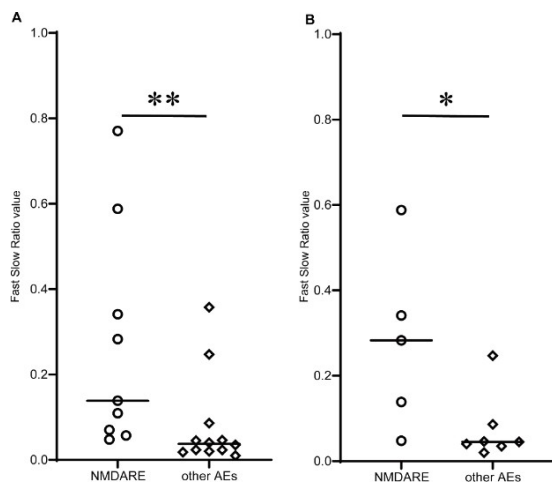 A
B
1.0
0.8
0.6
0.4
0.2
0.0
Fast Slow Ratio value
**
NMDARE
other AEs
1.0
0.8
0.6
0.4
0.2
0.0
Fast Slow Ratio value
*
NMDARE
other AEs